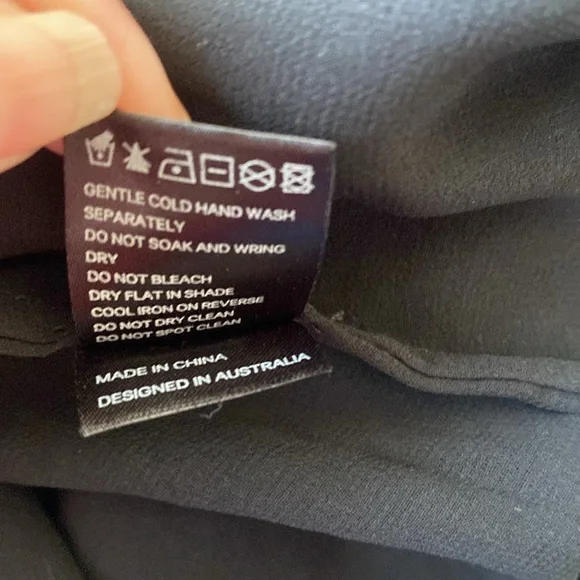 GENTLE COLD HAND WASH
SEPARATELY
DO NOT SOAK AND WRING
DRY
DO NOT BLEACH
DRY FLAT IN SHADE
COOL IRON ON REVERSE
DO NOT DRY CLEAN
DO NOT SPOT CLEAN
MADE IN CHINA
DESIGNED IN AUSTRALIA